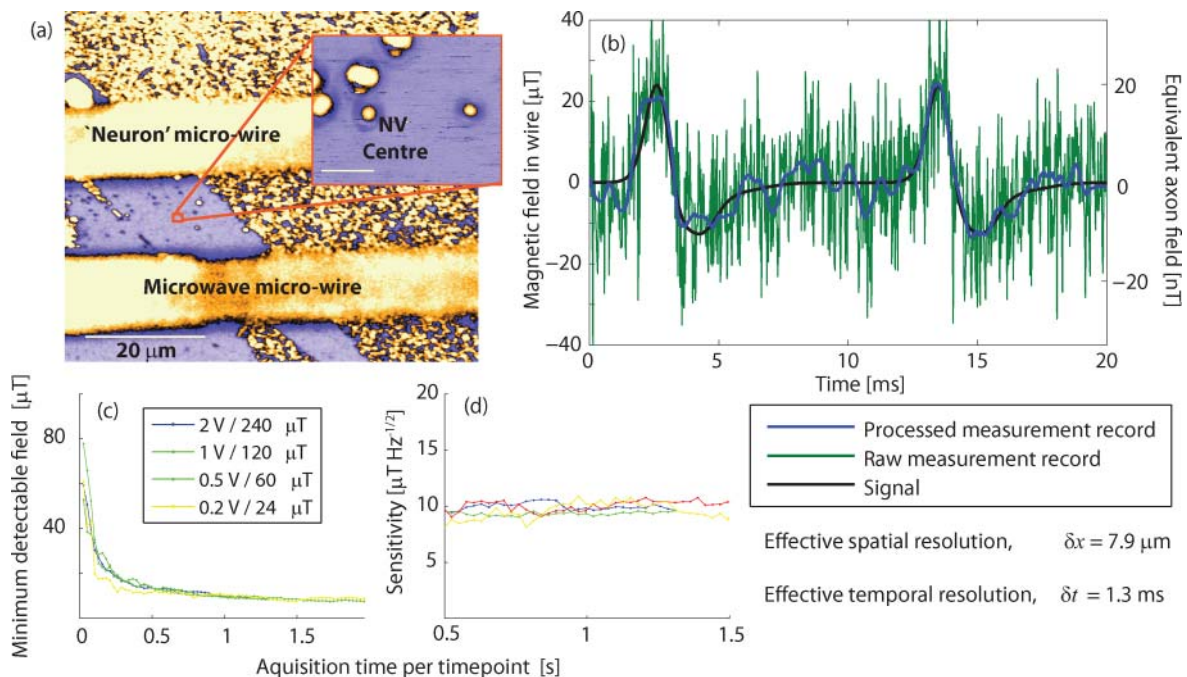 (a)
`Neuron' micro-wire
NV
Centre
Microwave micro-wire
20 μm
(b)
Magnetic field in wire [μT]
40
20
0
−20
−40
20
10
0
−10
−20
Equivalent axon field [nT]
0
5
10
15
20
Time [ms]
(c)
Minimum detectable field [μT]
80
40
2 V / 240 μT
1 V / 120 μT
0.5 V / 60 μT
0.2 V / 24 μT
0
0.5
1
1.5
(d)
Sensitivity [μT Hz-1/2]
20
15
10
5
0.5
1
1.5
Aquisition time per timepoint [s]
Processed measurement record
Raw measurement record
Signal
Effective spatial resolution, δx = 7.9 μm
Effective temporal resolution, δt = 1.3 ms